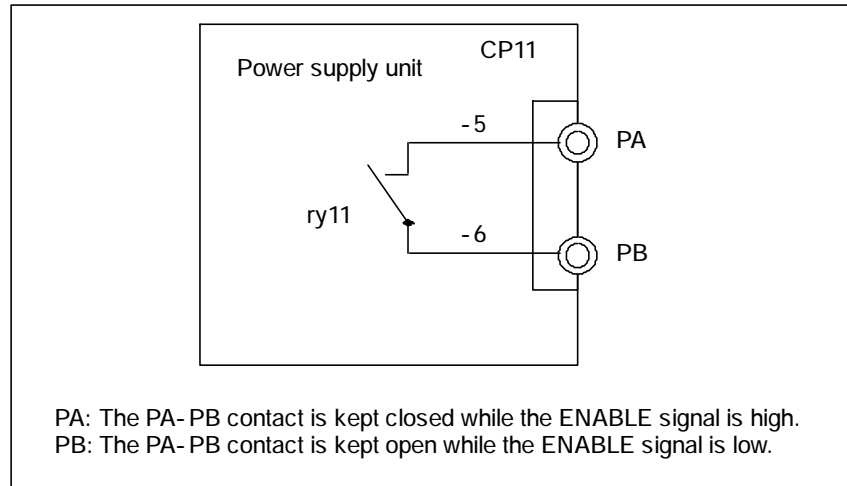 CP11
Power supply unit
-5
PA
ry11
-6
PB
PA: The PA-PB contact is kept closed while the ENABLE signal is high.
PB: The PA-PB contact is kept open while the ENABLE signal is low.